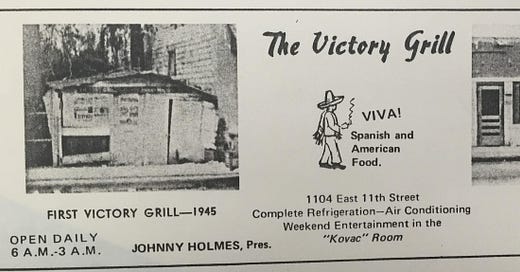 The Victory Grill
VIVA!
Spanish and
American
Food.
FIRST VICTORY GRILL—1945
OPEN DAILY
6 A.M.-3 A.M.
JOHNNY HOLMES, Pres.
1104 East 11th Street
Complete Refrigeration—Air Conditioning
Weekend Entertainment in the
"Kovac" Room